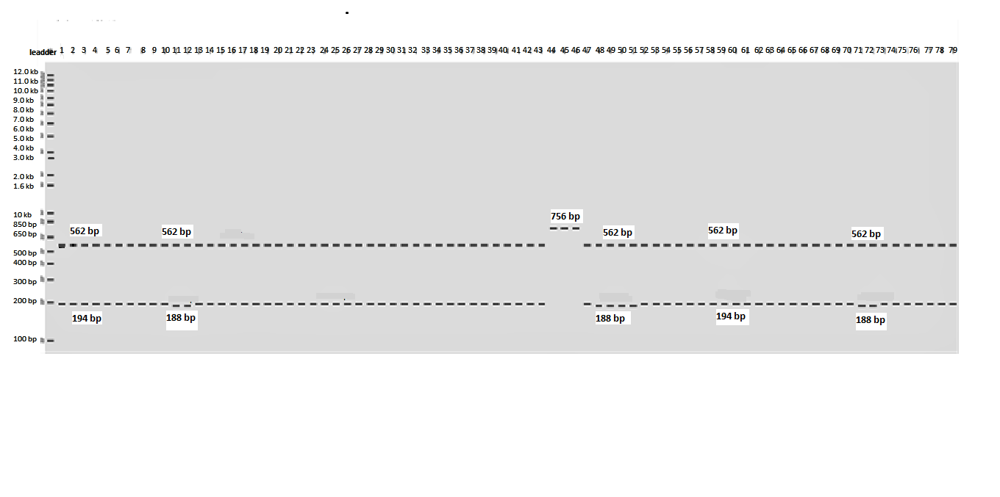 leadder 1 2 3 4 5 6 7 8 9 10 11 12 13 14 15 16 17 18 19 20 21 22 23 24 25 26 27 28 29 30 31 32 33 34 35 36 37 38 39 40 41 42 43 44 45 46 47 48 49 50 51 52 53 54 55 56 57 58 59 60 61 62 63 64 65 66 67 68 69 70 71 72 73 74 75 76 77 78 79
12.0 kb
11.0 kb
10.0 kb
9.0 kb
8.0 kb
7.0 kb
6.0 kb
5.0 kb
4.0 kb
3.0 kb
2.0 kb
1.6 kb
10 kb
756 bp
850 bp
650 bp
562 bp 562 bp 562 bp 562 bp 562 bp
500 bp
400 bp
300 bp
200 bp
194 bp 188 bp 188 bp 194 bp 188 bp
100 bp